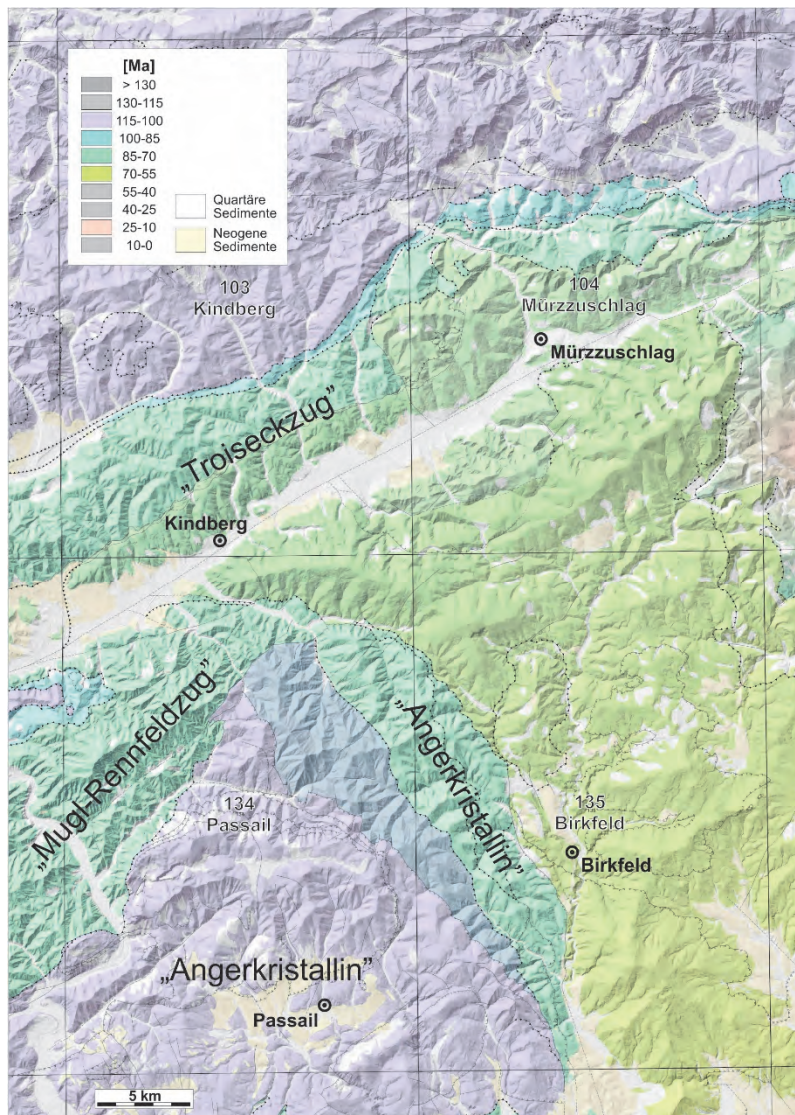 [Ma]
> 130
130-115
115-100
100-85
85-70
70-55
55-40
40-25
25-10
10-0
Quartäre
Sedimente
Neogene
Sedimente
103
Kindberg
104
Mürzzuschlag
Mürzzuschlag
„Troiseckzug”
Kindberg
„Mugl-Rennfeldzug”
„Angerkristallin”
134
Passail
135
Birkfeld
Birkfeld
„Angerkristallin”
Passail
5 km